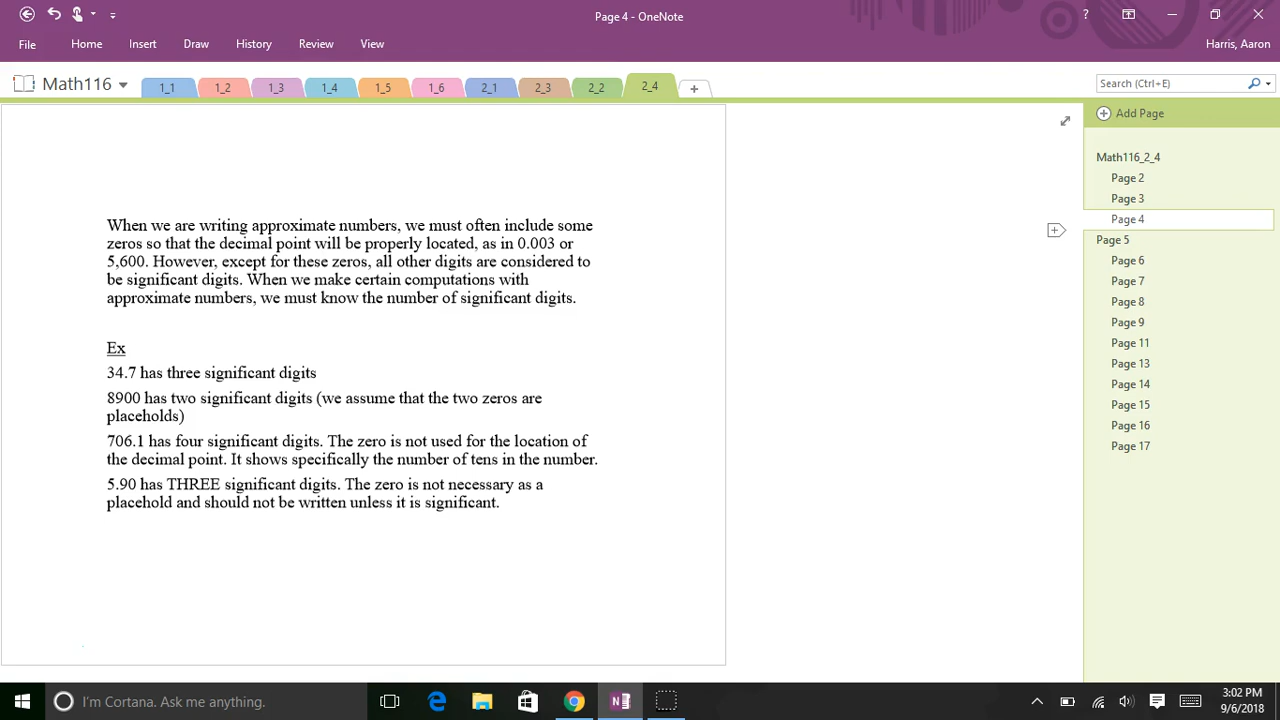 Page 4 - OneNote
?
File Home Insert Draw History Review View
Harris, Aaron
Math116 1_1 1_2 1_3 1_4 1_5 1_6 2_1 2_3 2_2 2_4 +
Search (Ctrl+E)
Add Page
When we are writing approximate numbers, we must often include some
zeros so that the decimal point will be properly located, as in 0.003 or
5,600. However, except for these zeros, all other digits are considered to
be significant digits. When we make certain computations with
approximate numbers, we must know the number of significant digits.
Ex
34.7 has three significant digits
8900 has two significant digits (we assume that the two zeros are
placeholds)
706.1 has four significant digits. The zero is not used for the location of
the decimal point. It shows specifically the number of tens in the number.
5.90 has THREE significant digits. The zero is not necessary as a
placehold and should not be written unless it is significant.
Math116_2_4
Page 2
Page 3
Page 4
Page 5
Page 6
Page 7
Page 8
Page 9
Page 11
Page 13
Page 14
Page 15
Page 16
Page 17
I'm Cortana. Ask me anything.
3:02 PM
9/6/2018